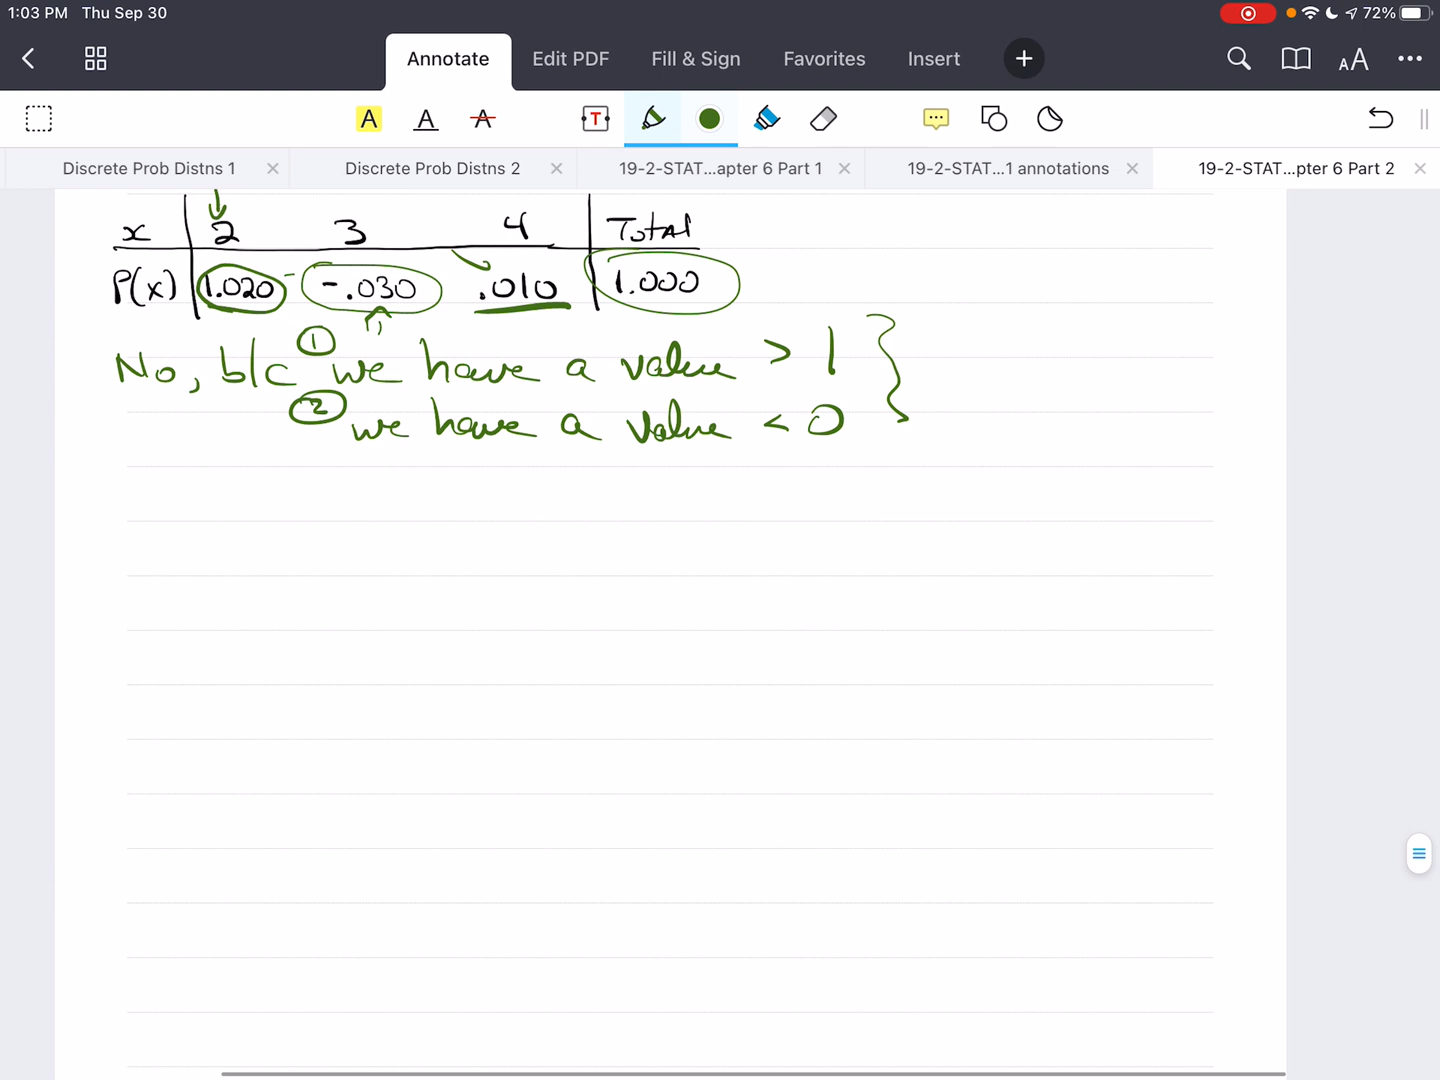 1:03 PM Thu Sep 30 72%
Annotate Edit PDF Fill & Sign Favorites Insert AA
A A A T
Discrete Prob Distns 1 Discrete Prob Distns 2 19-2-STAT...apter 6 Part 1 19-2-STAT...1 annotations 19-2-STAT...pter 6 Part 2
x 2 3 4 Total
P(x) 1.020 -.030 .010 1.000
No, b/c ① we have a value > 1
② we have a value < 0